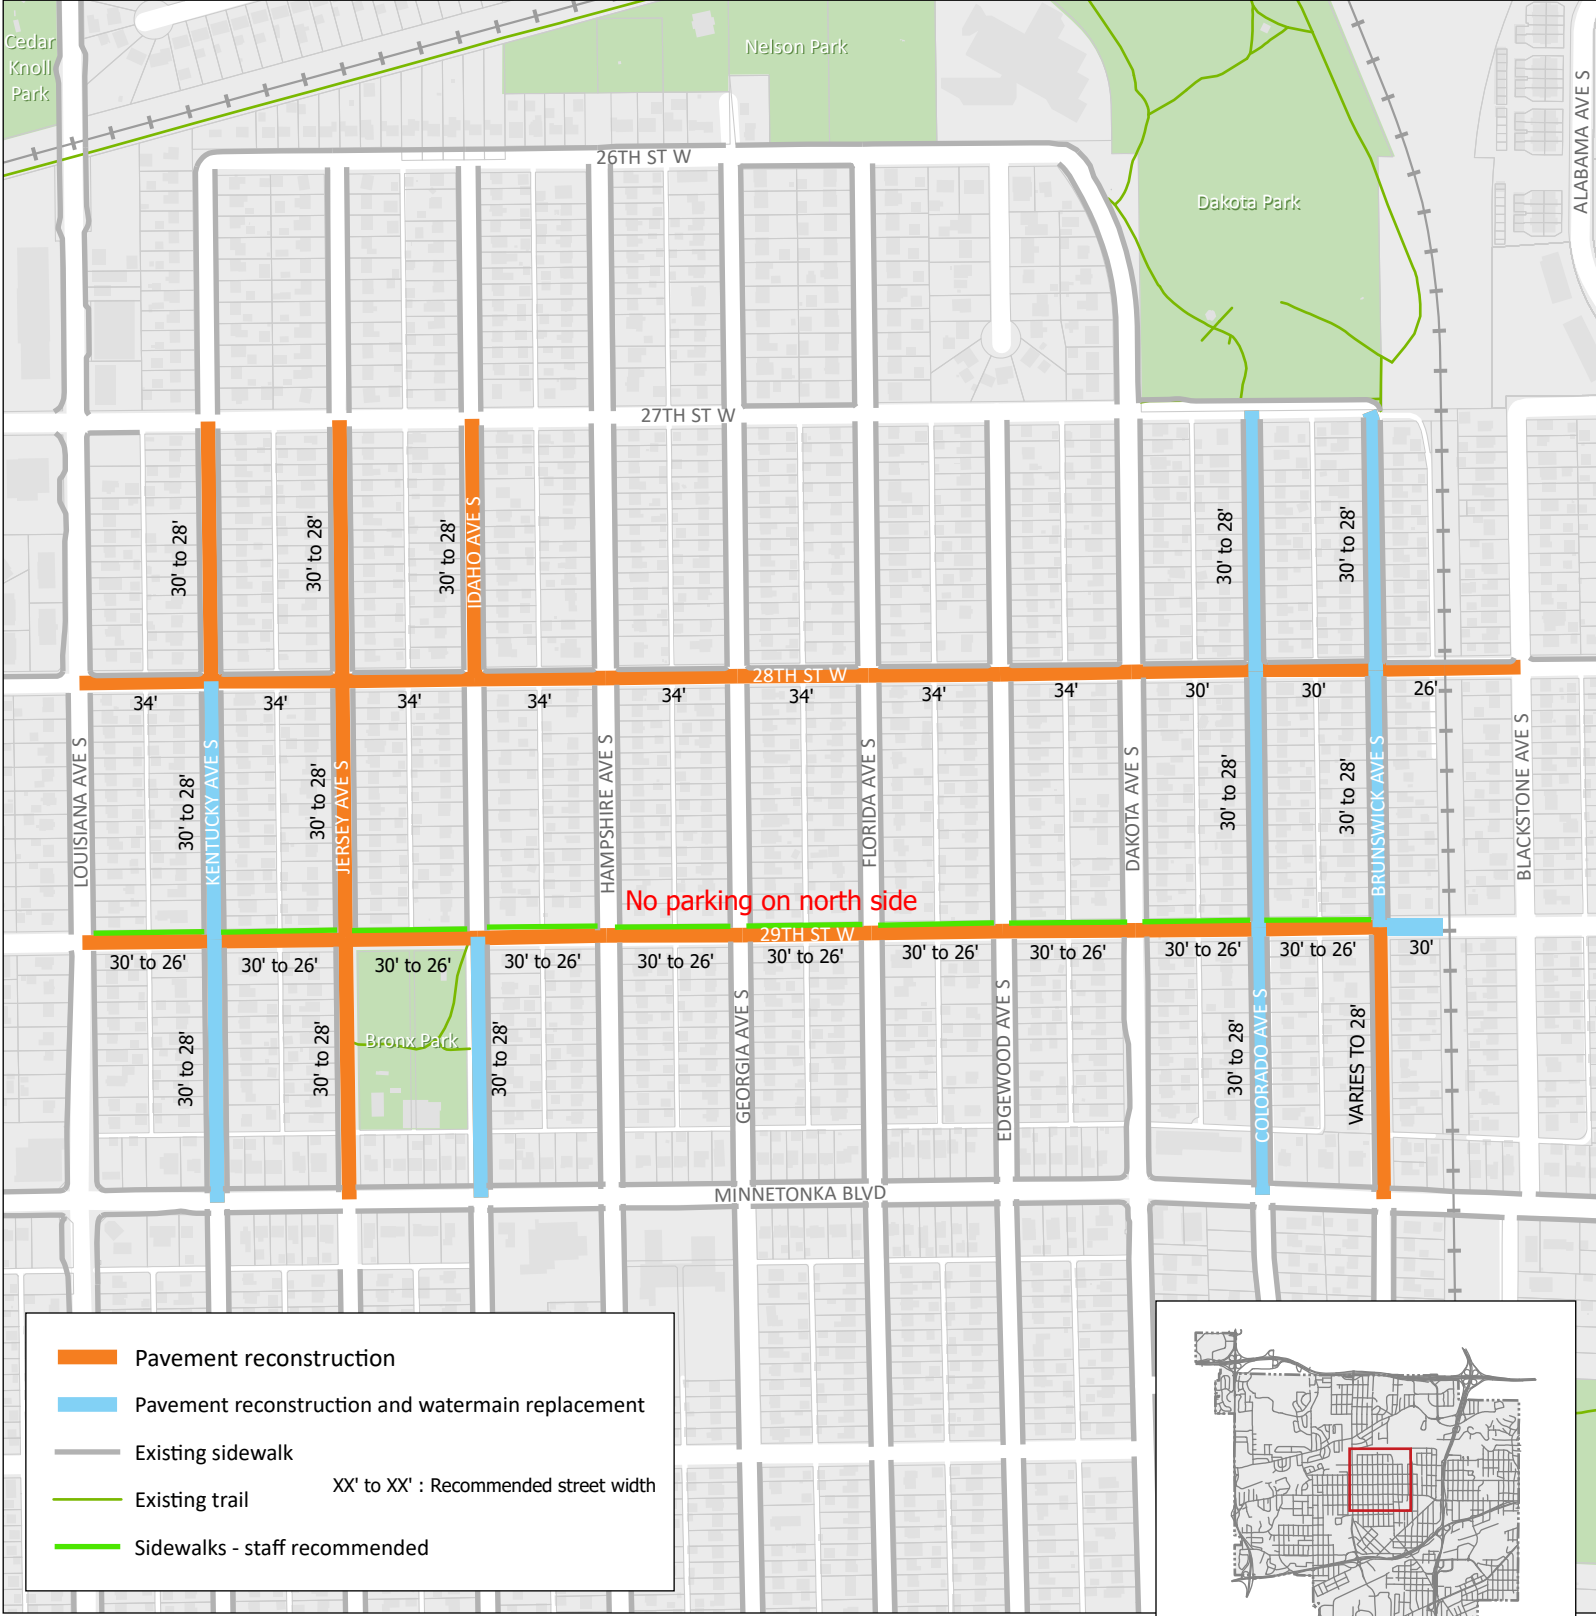 Cedar
Knoll
Park
Nelson Park
ALABAMA AVE S
26TH ST W
Dakota Park
27TH ST W
30' to 28'
30' to 28'
30' to 28'
IDAHO AVE S
30' to 28'
30' to 28'
28TH ST W
34'
34'
34'
34'
34'
34'
34'
34'
30'
30'
26'
LOUISIANA AVE S
30' to 28'
KENTUCKY AVE S
30' to 28'
JERSEY AVE S
HAMPSHIRE AVE S
FLORIDA AVE S
DAKOTA AVE S
30' to 28'
30' to 28'
BRUNSWICK AVE S
BLACKSTONE AVE S
No parking on north side
29TH ST W
30' to 26'
30' to 26'
30' to 26'
30' to 26'
30' to 26'
30' to 26'
30' to 26'
30' to 26'
30' to 26'
30' to 26'
30'
30' to 28'
30' to 28'
Bronx Park
30' to 28'
GEORGIA AVE S
EDGEWOOD AVE S
30' to 28'
COLORADO AVE S
VARIES TO 28'
MINNETONKA BLVD
Pavement reconstruction
Pavement reconstruction and watermain replacement
Existing sidewalk
XX' to XX' : Recommended street width
Existing trail
Sidewalks - staff recommended